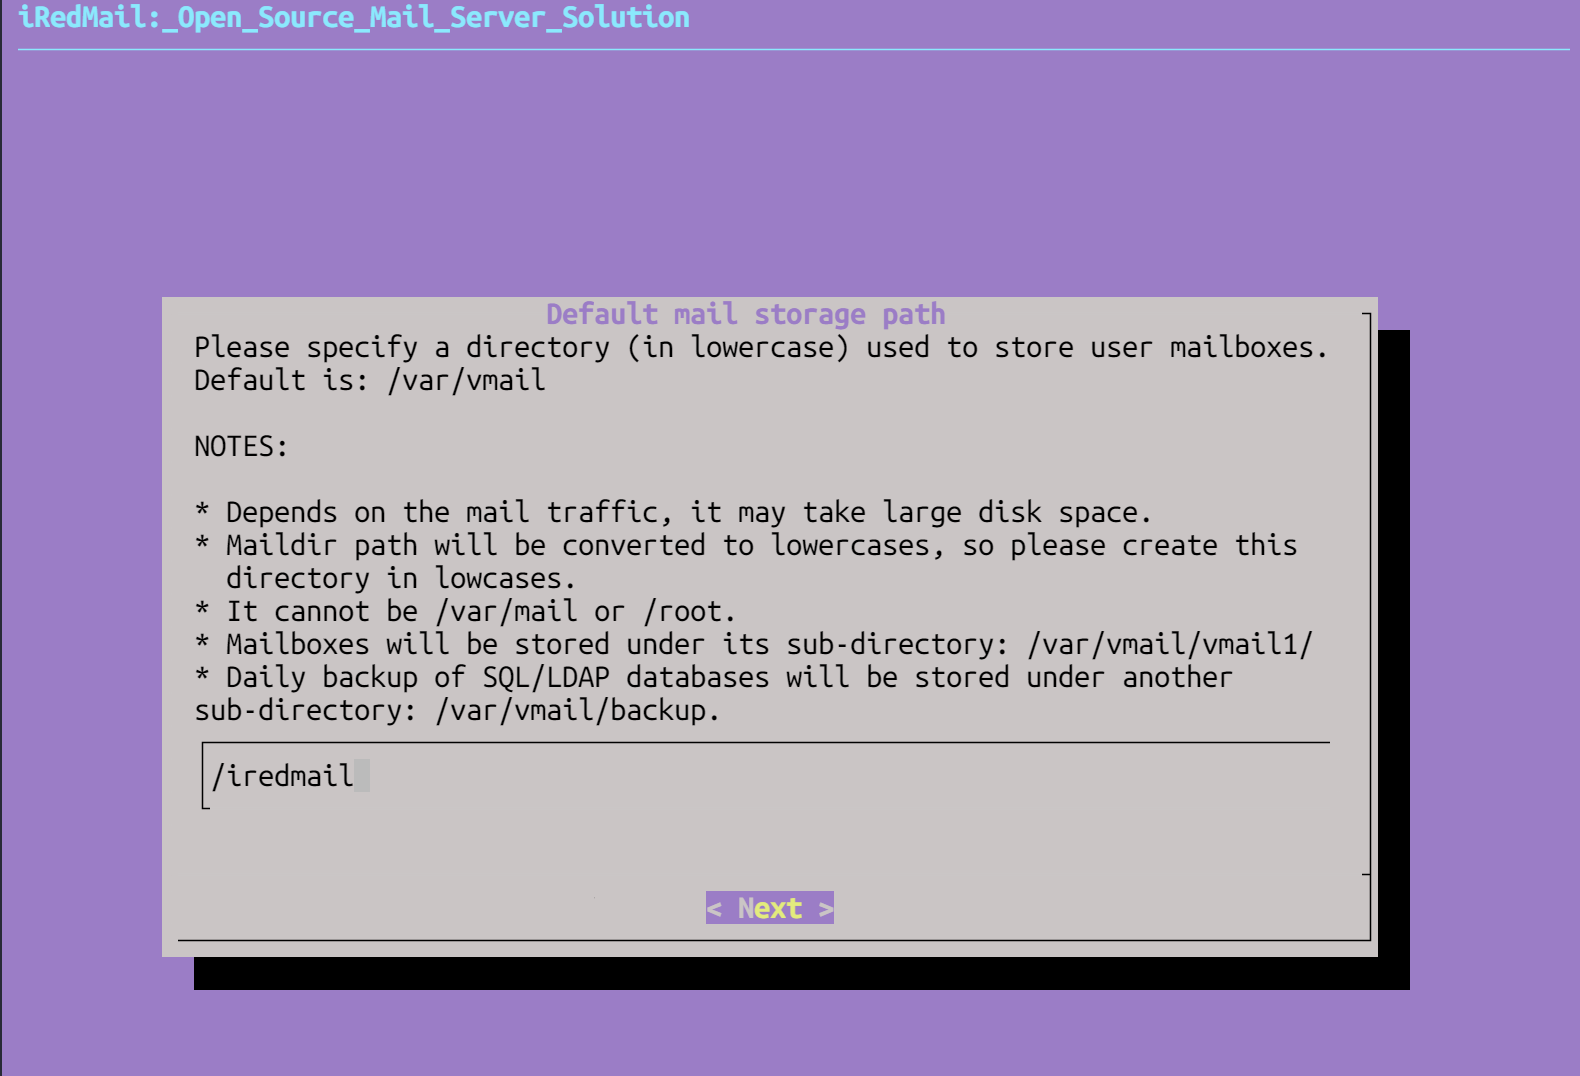 iRedMail:_Open_Source_Mail_Server_Solution
Default mail storage path
Please specify a directory (in lowercase) used to store user mailboxes.
Default is: /var/vmail
NOTES:
* Depends on the mail traffic, it may take large disk space.
* Maildir path will be converted to lowercases, so please create this
directory in lowcases.
* It cannot be /var/mail or /root.
* Mailboxes will be stored under its sub-directory: /var/vmail/vmail1/
* Daily backup of SQL/LDAP databases will be stored under another
sub-directory: /var/vmail/backup.
/iredmail
< Next >